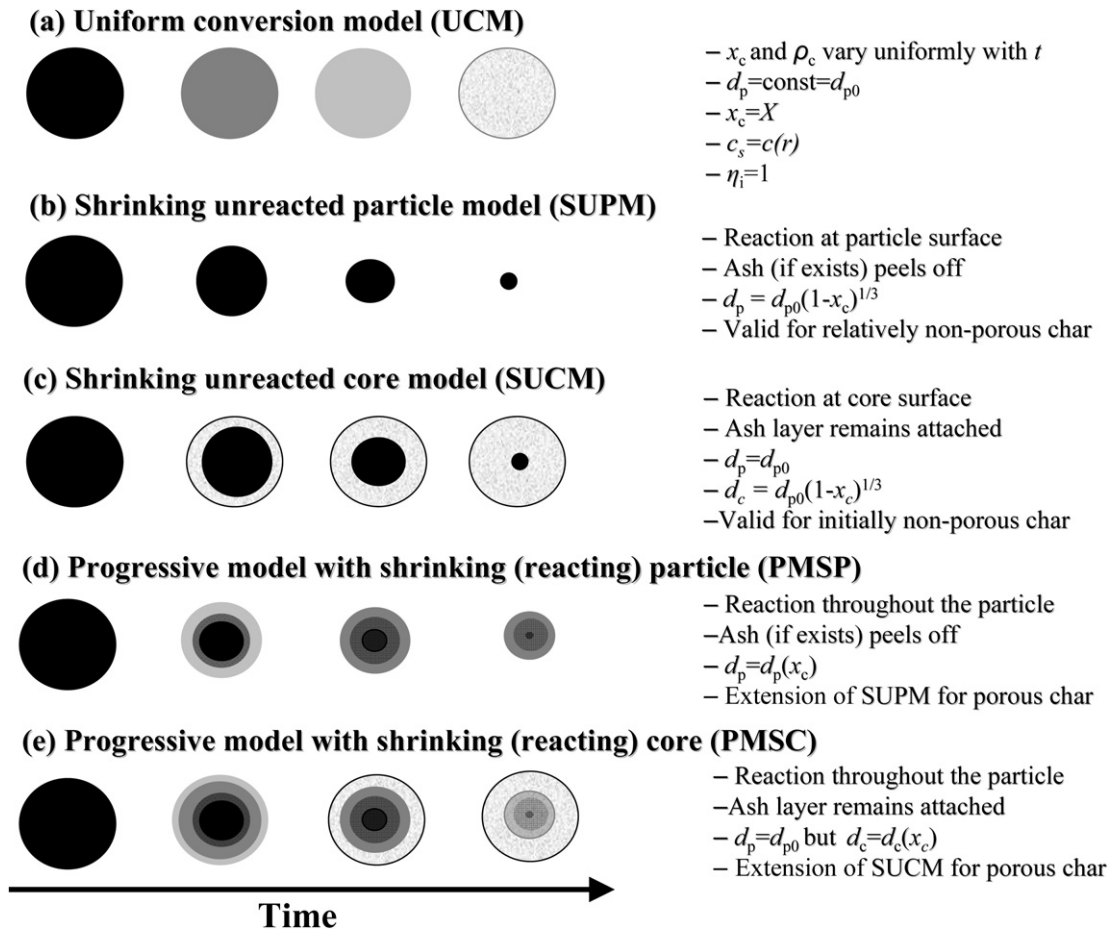 (a) Uniform conversion model (UCM)
– x_c and ρ_c vary uniformly with t
– d_p=const=d_p0
– x_c=X
– c_s=c(r)
– η_i=1
(b) Shrinking unreacted particle model (SUPM)
– Reaction at particle surface
– Ash (if exists) peels off
– d_p = d_p0(1-x_c)^1/3
– Valid for relatively non-porous char
(c) Shrinking unreacted core model (SUCM)
– Reaction at core surface
– Ash layer remains attached
– d_p=d_p0
– d_c = d_p0(1-x_c)^1/3
–Valid for initially non-porous char
(d) Progressive model with shrinking (reacting) particle (PMSP)
– Reaction throughout the particle
–Ash (if exists) peels off
– d_p=d_p(x_c)
– Extension of SUPM for porous char
(e) Progressive model with shrinking (reacting) core (PMSC)
– Reaction throughout the particle
–Ash layer remains attached
– d_p=d_p0 but d_c=d_c(x_c)
– Extension of SUCM for porous char
Time